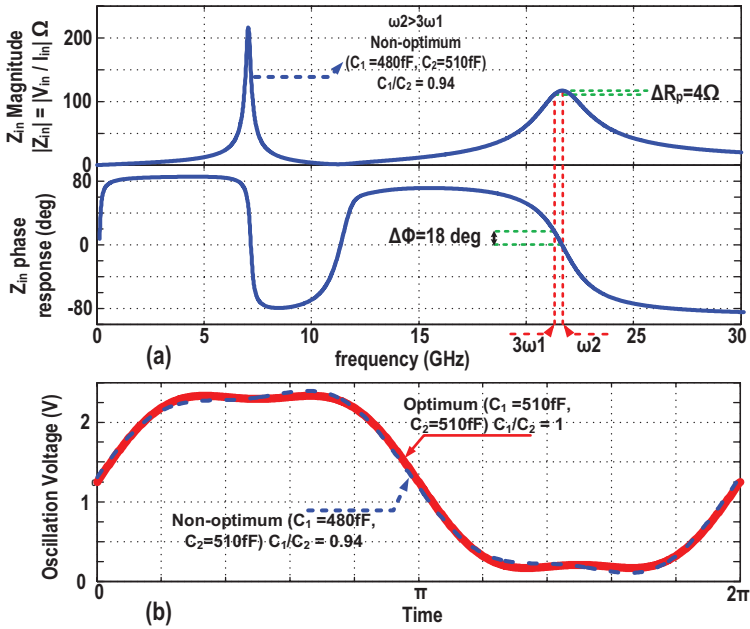 Z_in Magnitude
|Z_in| = |V_in / I_in| Ω
200
100
0
ω2>3ω1
Non-optimum
(C₁ =480fF, C₂=510fF)
C₁/C₂ = 0.94
ΔR_p=4Ω
Z_in phase
response (deg)
80
0
-80
ΔΦ=18 deg
0
5
10
15
20
25
30
3ω1
ω2
(a)
frequency (GHz)
Oscillation Voltage (V)
2
1
0
Optimum (C₁ =510fF,
C₂=510fF) C₁/C₂ = 1
Non-optimum (C₁ =480fF,
C₂=510fF) C₁/C₂ = 0.94
0
π
2π
(b)
Time